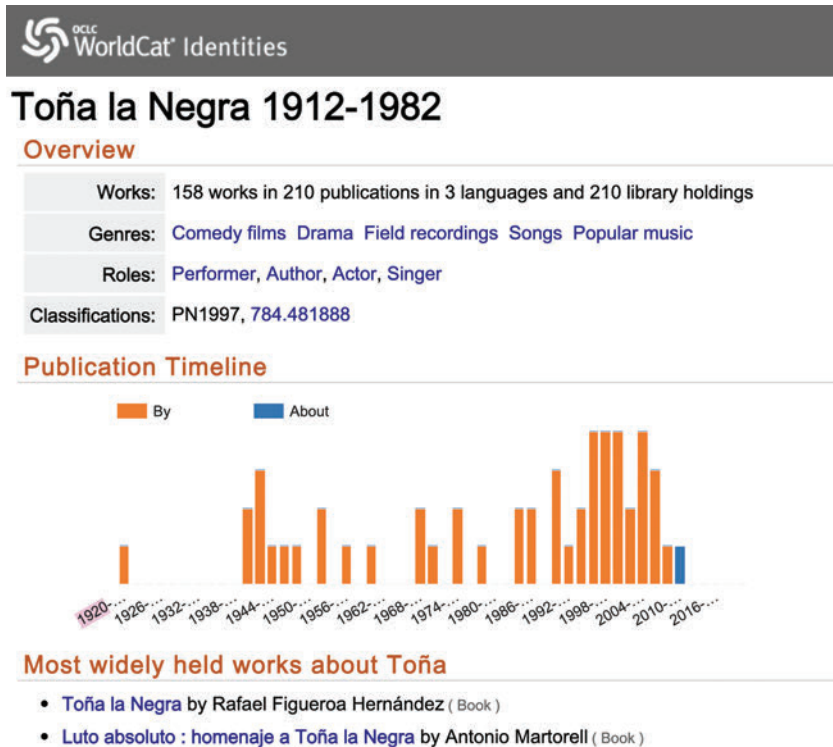 OCLC
WorldCat® Identities
Toña la Negra 1912-1982
Overview
Works: 158 works in 210 publications in 3 languages and 210 library holdings
Genres: Comedy films Drama Field recordings Songs Popular music
Roles: Performer, Author, Actor, Singer
Classifications: PN1997, 784.481888
Publication Timeline
By About
1920-... 1926-... 1932-... 1938-... 1944-... 1950-... 1956-... 1962-... 1968-... 1974-... 1980-... 1986-... 1992-... 1998-... 2004-... 2010-... 2016-...
Most widely held works about Toña
• Toña la Negra by Rafael Figueroa Hernández ( Book )
• Luto absoluto : homenaje a Toña la Negra by Antonio Martorell ( Book )